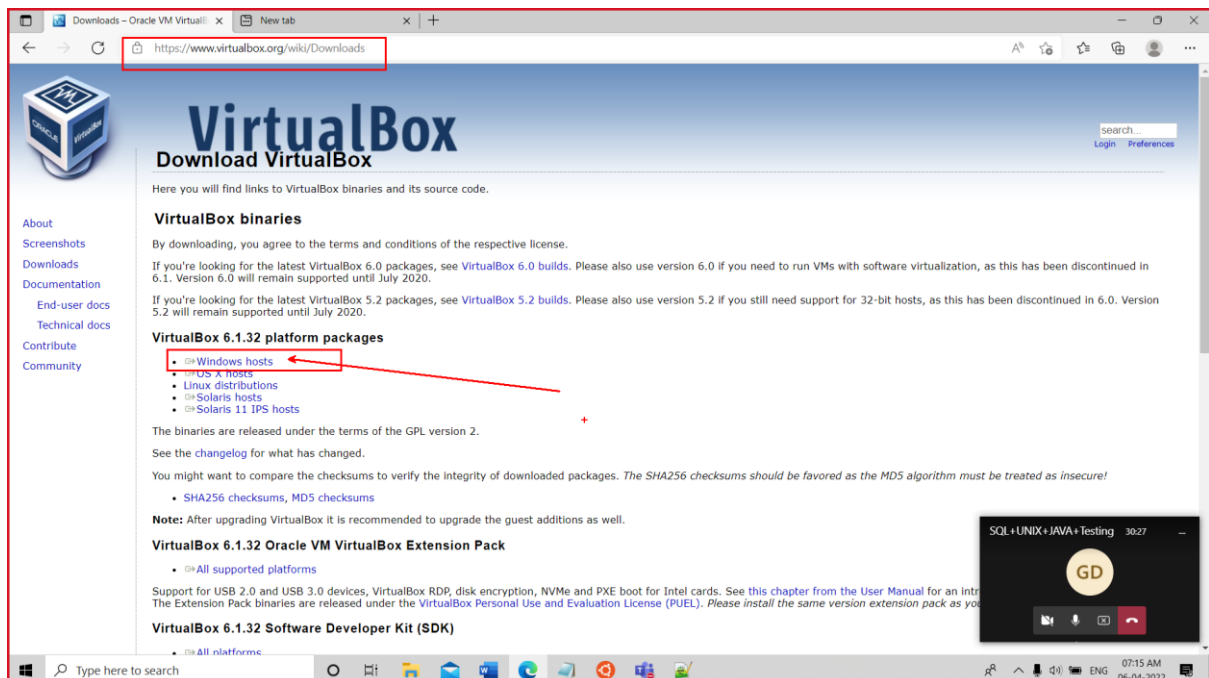 Downloads – Oracle VM VirtualB
New tab
https://www.virtualbox.org/wiki/Downloads
VirtualBox
search...
Login Preferences
Download VirtualBox
Here you will find links to VirtualBox binaries and its source code.
About
Screenshots
Downloads
Documentation
End-user docs
Technical docs
Contribute
Community
VirtualBox binaries
By downloading, you agree to the terms and conditions of the respective license.
If you're looking for the latest VirtualBox 6.0 packages, see VirtualBox 6.0 builds. Please also use version 6.0 if you need to run VMs with software virtualization, as this has been discontinued in
6.1. Version 6.0 will remain supported until July 2020.
If you're looking for the latest VirtualBox 5.2 packages, see VirtualBox 5.2 builds. Please also use version 5.2 if you still need support for 32-bit hosts, as this has been discontinued in 6.0. Version
5.2 will remain supported until July 2020.
VirtualBox 6.1.32 platform packages
Windows hosts
OS X hosts
Linux distributions
Solaris hosts
Solaris 11 IPS hosts
The binaries are released under the terms of the GPL version 2.
See the changelog for what has changed.
You might want to compare the checksums to verify the integrity of downloaded packages. The SHA256 checksums should be favored as the MD5 algorithm must be treated as insecure!
SHA256 checksums, MD5 checksums
Note: After upgrading VirtualBox it is recommended to upgrade the guest additions as well.
VirtualBox 6.1.32 Oracle VM VirtualBox Extension Pack
All supported platforms
Support for USB 2.0 and USB 3.0 devices, VirtualBox RDP, disk encryption, NVMe and PXE boot for Intel cards. See this chapter from the User Manual for an intr
The Extension Pack binaries are released under the VirtualBox Personal Use and Evaluation License (PUEL). Please install the same version extension pack as yo
VirtualBox 6.1.32 Software Developer Kit (SDK)
All platforms
SQL+UNIX+JAVA+Testing 30:27
GD
Type here to search
ENG
07:15 AM
06-04-2022